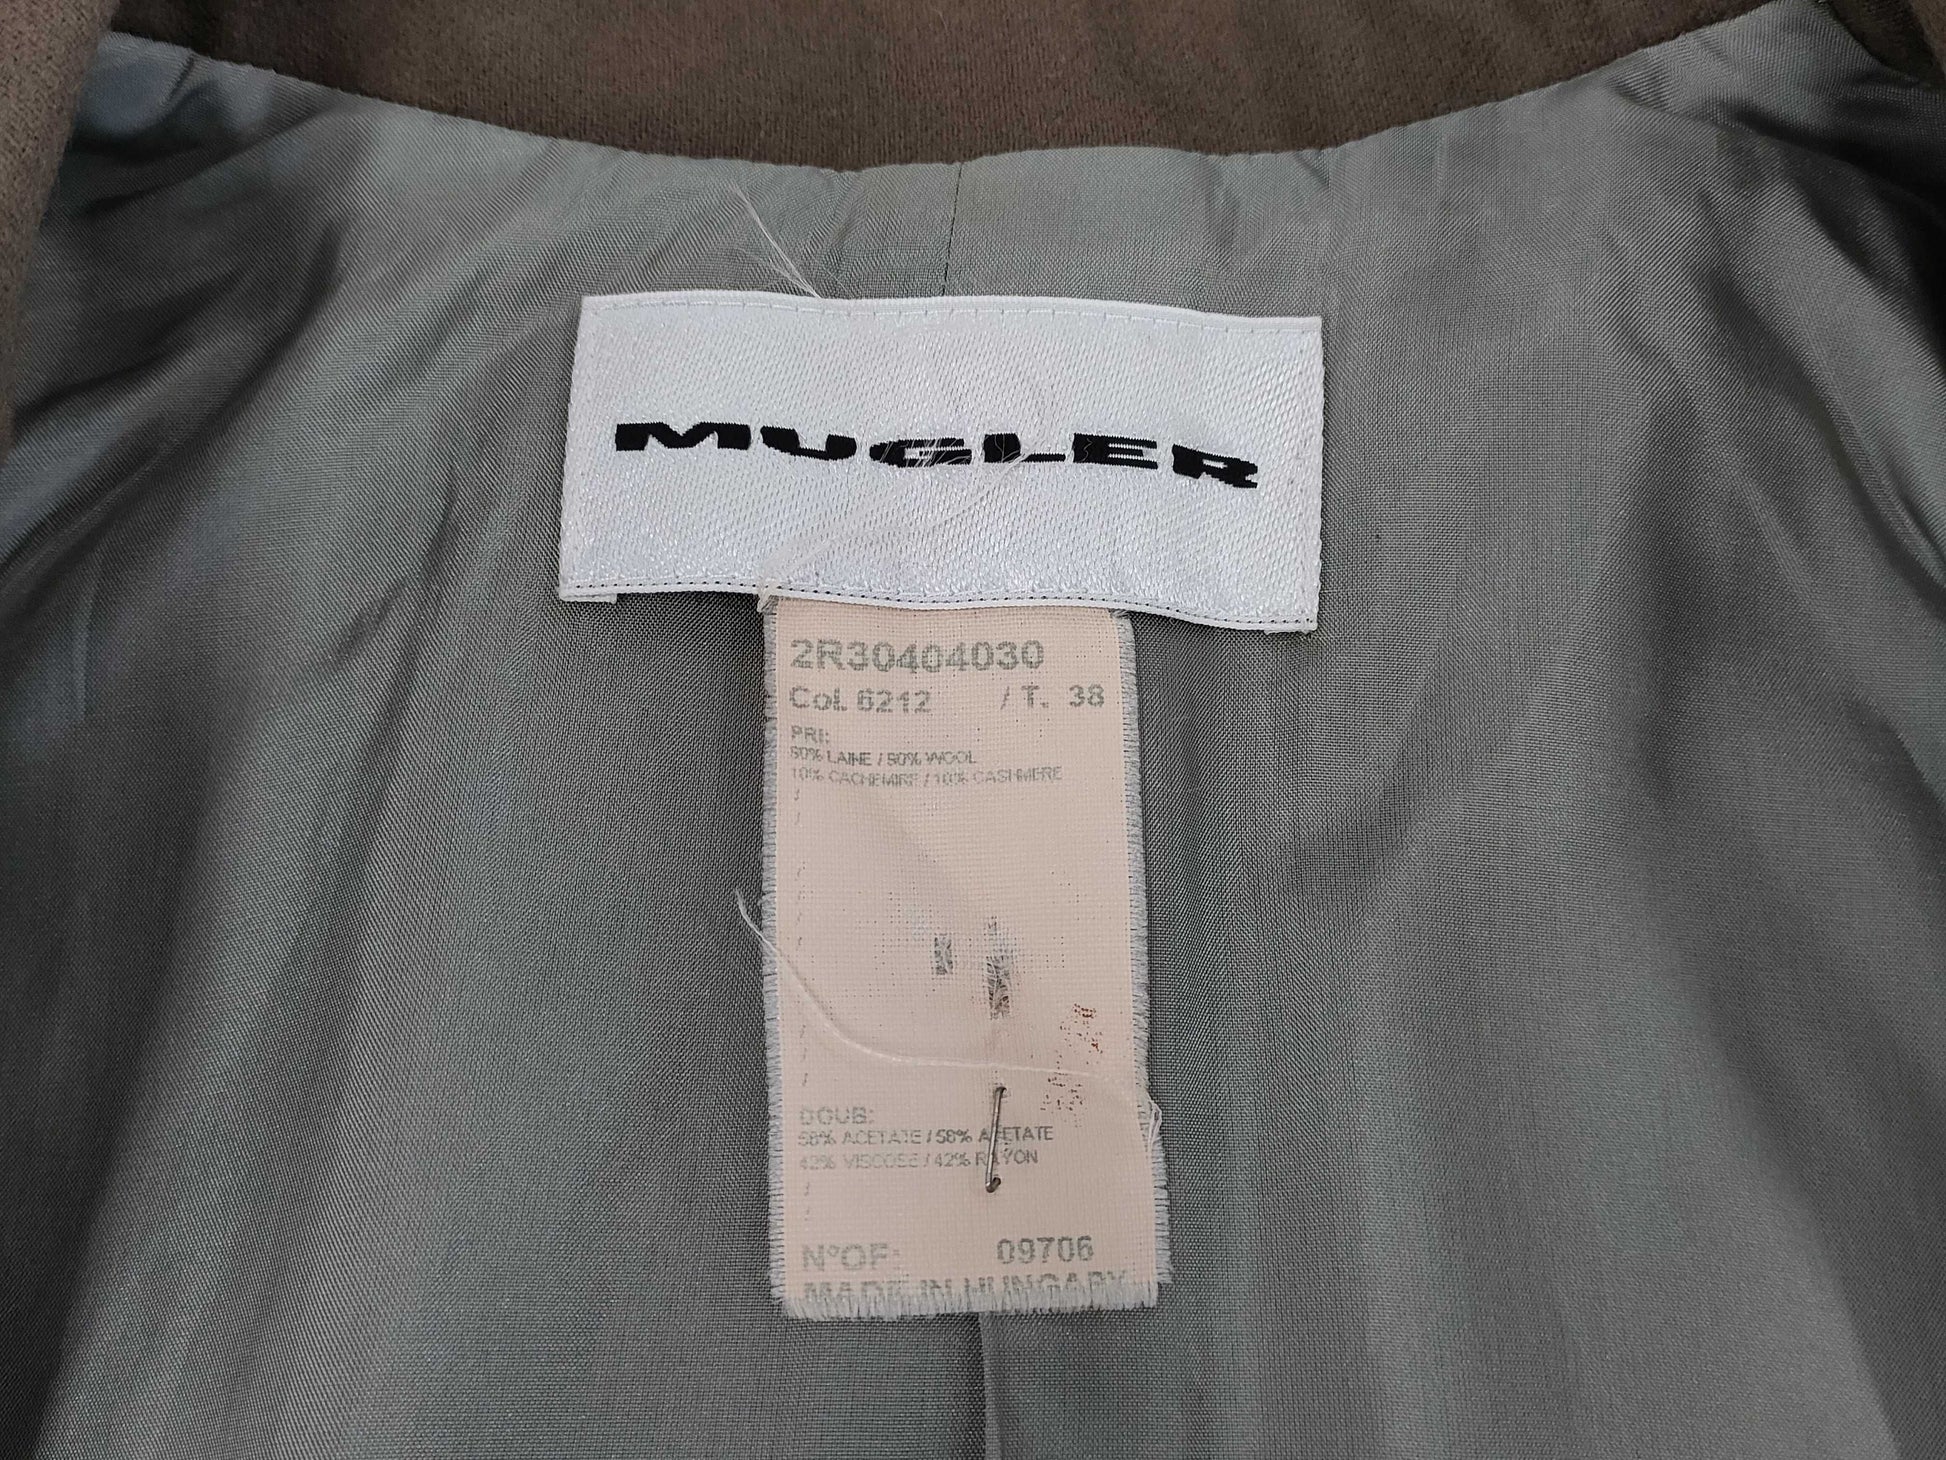 MUGLER
2R30404030
Col. 6212 / T. 38
PRI:
90% LAINE / 90% WOOL
10% CACHEMIRE / 10% CASHMERE
/
/
/
DOUB:
58% ACETATE / 58% ACETATE
42% VISCOSE / 42% RAYON
/
/
N°OF: 09706
MADE IN HUNGARY